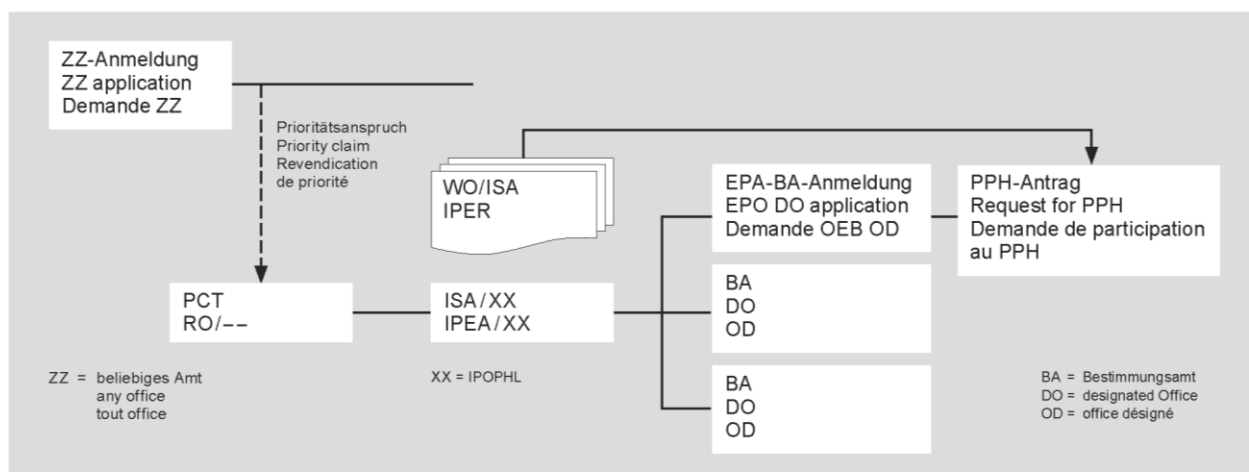 ZZ-Anmeldung
ZZ application
Demande ZZ
Prioritätsanspruch
Priority claim
Revendication
de priorité
WO/ISA
IPER
EPA-BA-Anmeldung
EPO DO application
Demande OEB OD
PPH-Antrag
Request for PPH
Demande de participation
au PPH
PCT
RO/––
ISA/XX
IPEA/XX
BA
DO
OD
BA
DO
OD
ZZ = beliebiges Amt
any office
tout office
XX = IPOPHL
BA = Bestimmungsamt
DO = designated Office
OD = office désigné